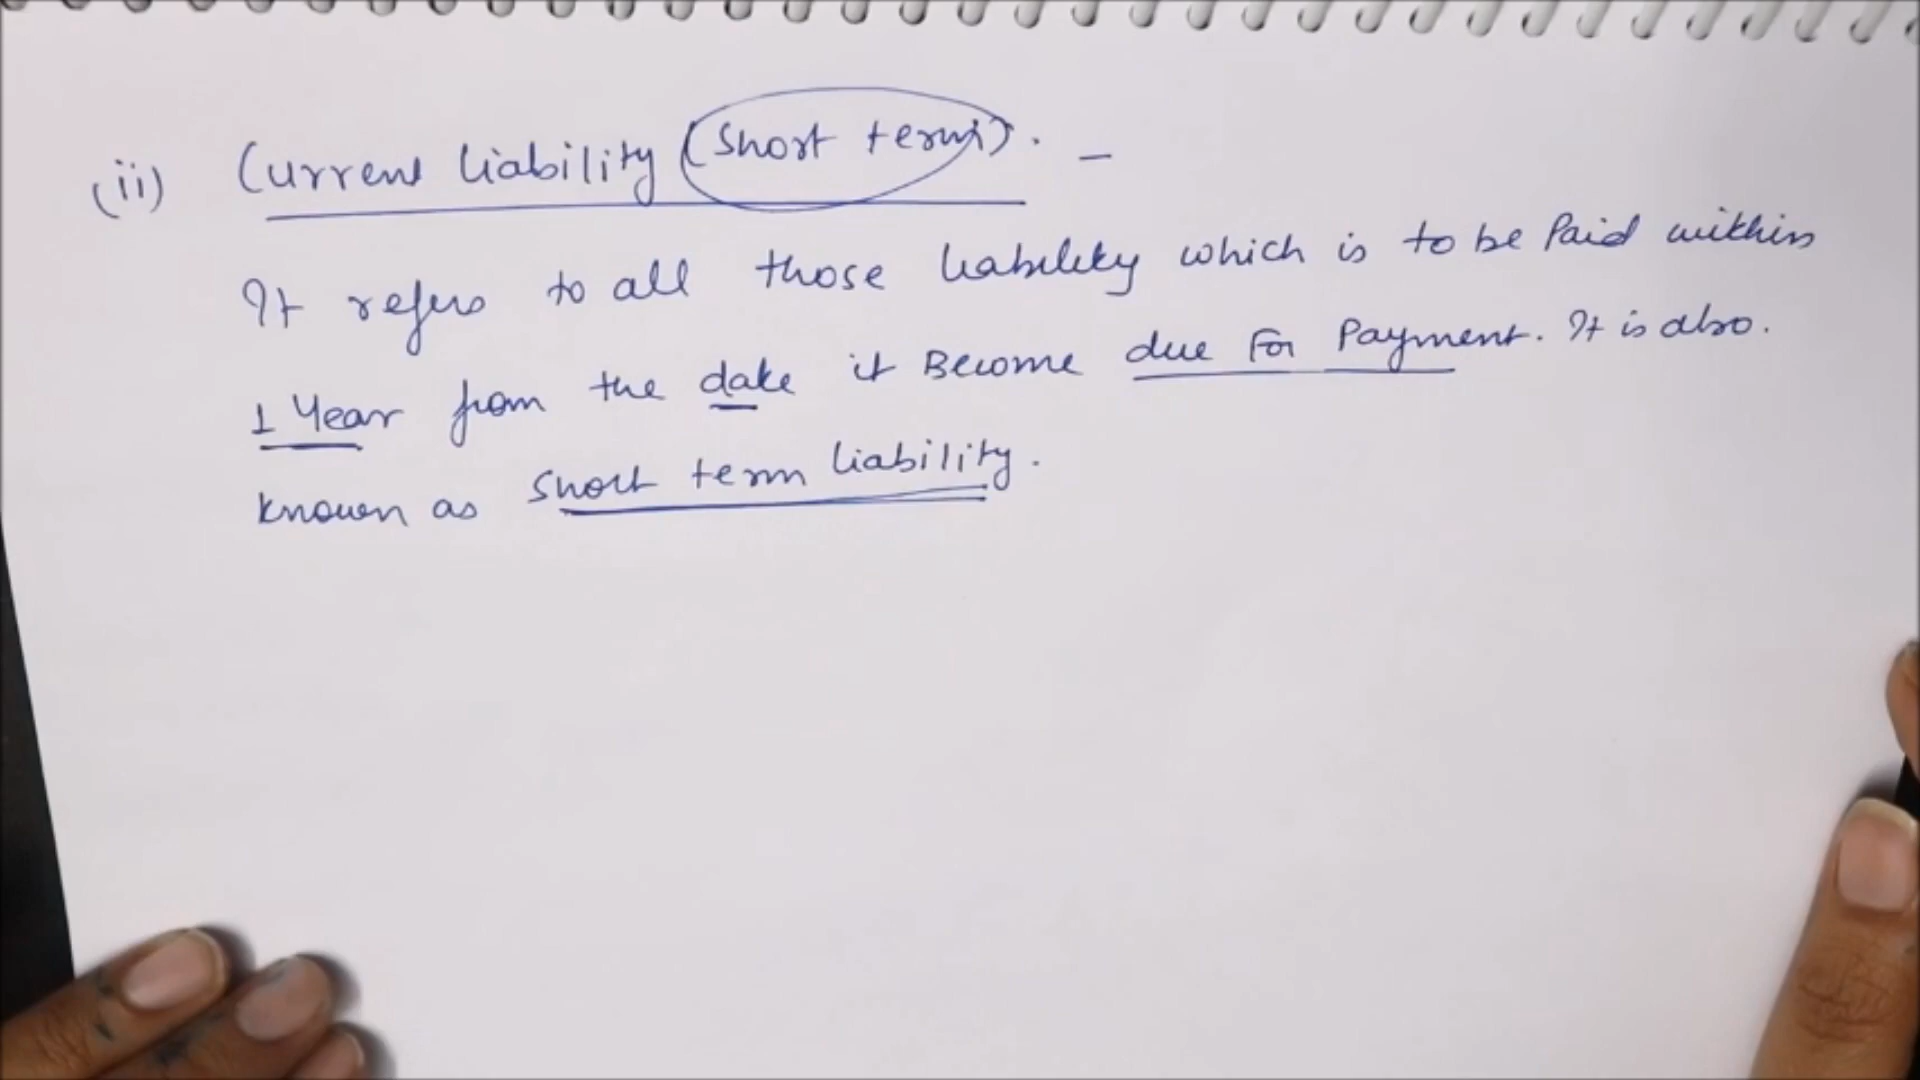 (ii) Current liability (Short term). -
It refers to all those liability which is to be Paid within
1 Year from the date it Become due For Payment. It is also.
known as Short term liability.